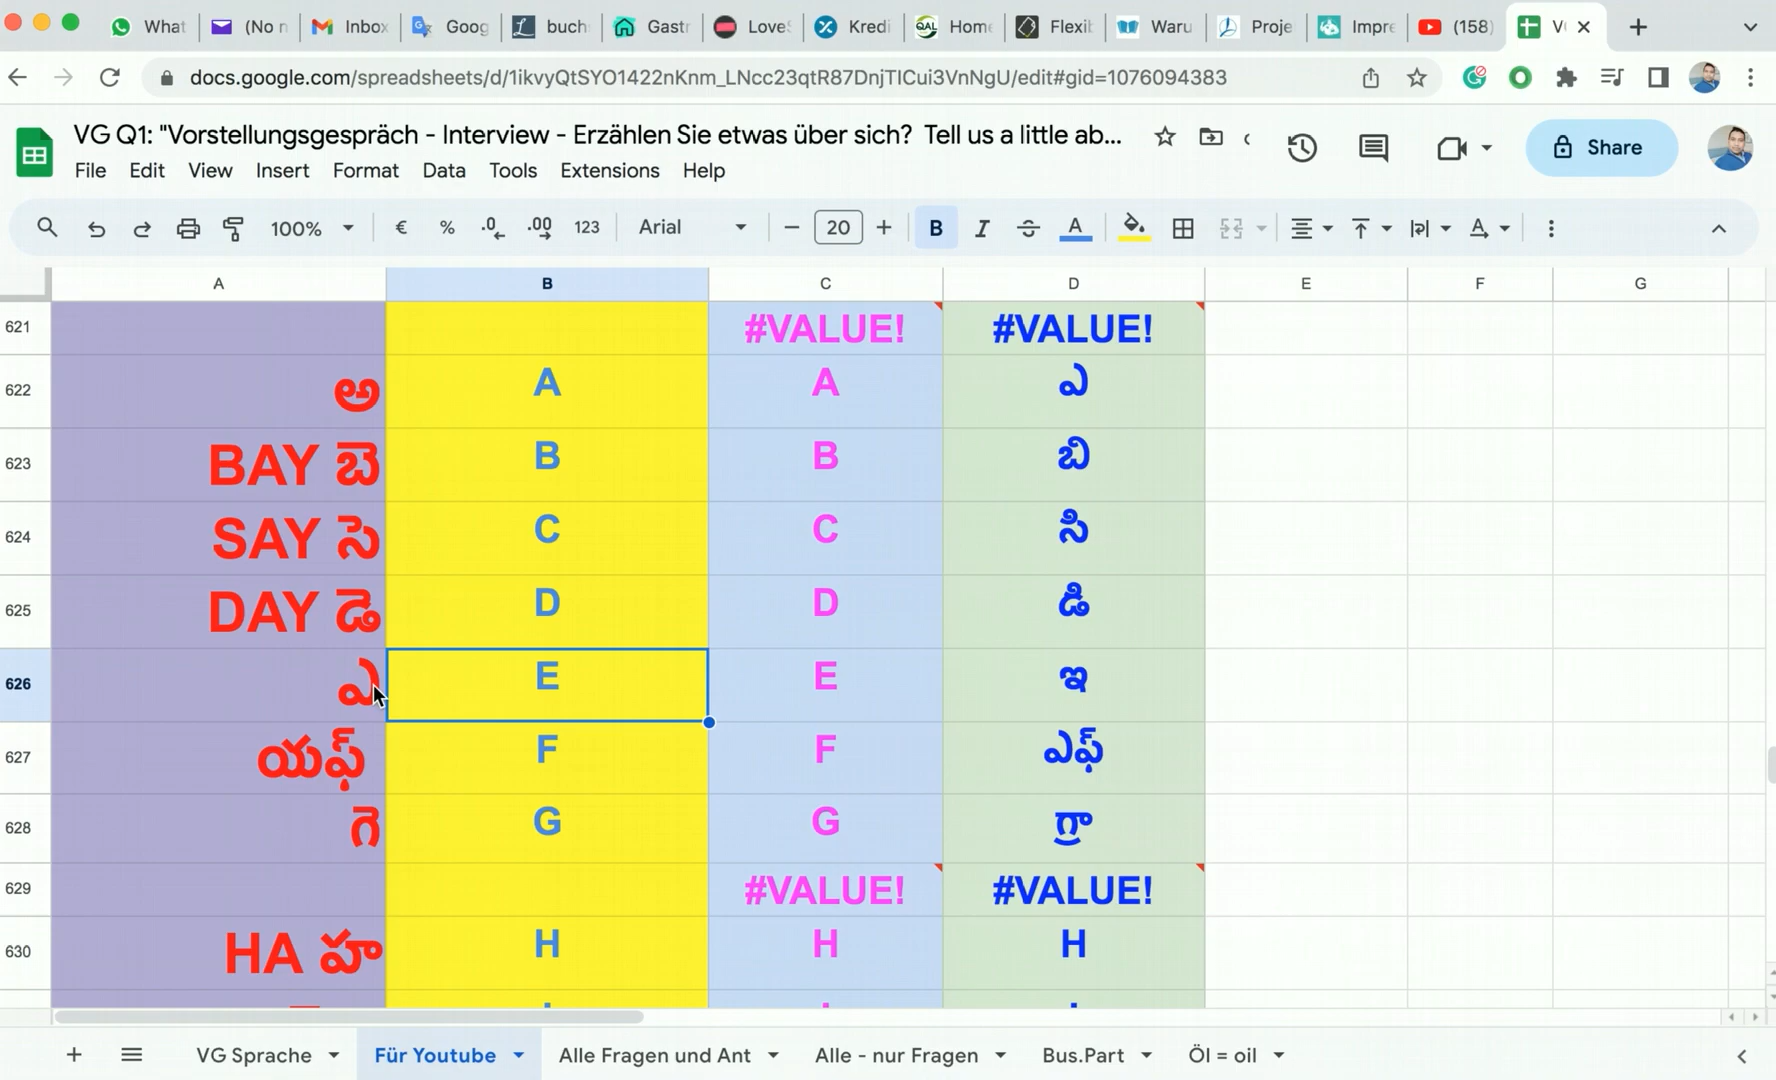 What
(No n
Inbox
Goog
buch
Gastr
Love
Kredi
Home
Flexib
Waru
Proje
Impre
(158)
docs.google.com/spreadsheets/d/1ikvyQtSYO1422nKnm_LNcc23qtR87DnjTICui3VnNgU/edit#gid=1076094383
VG Q1: "Vorstellungsgespräch - Interview - Erzählen Sie etwas über sich? Tell us a little ab...
Share
File Edit View Insert Format Data Tools Extensions Help
100% € % .0 .00 123 Arial 20 B I A
A B C D E F G
621 #VALUE! #VALUE!
622 అ A A ఎ
623 BAY బె B B బి
624 SAY సె C C సి
625 DAY డె D D డి
626 ఎ E E ఇ
627 యఫ్ F F ఎఫ్
628 గె G G గ్రా
629 #VALUE! #VALUE!
630 HA హ H H H
VG Sprache Für Youtube Alle Fragen und Ant Alle - nur Fragen Bus.Part Öl = oil